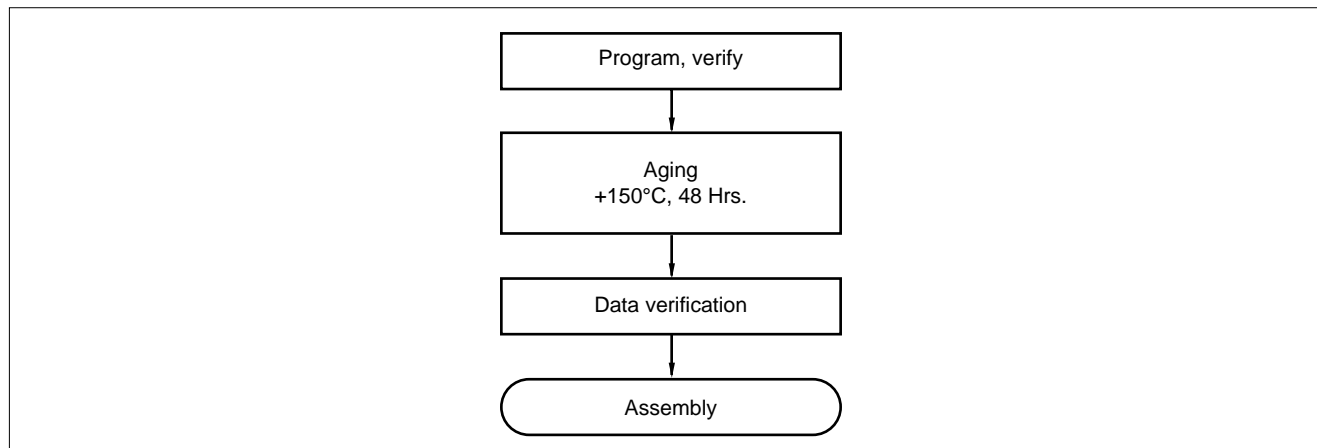 Program, verify
Aging
+150°C, 48 Hrs.
Data verification
Assembly